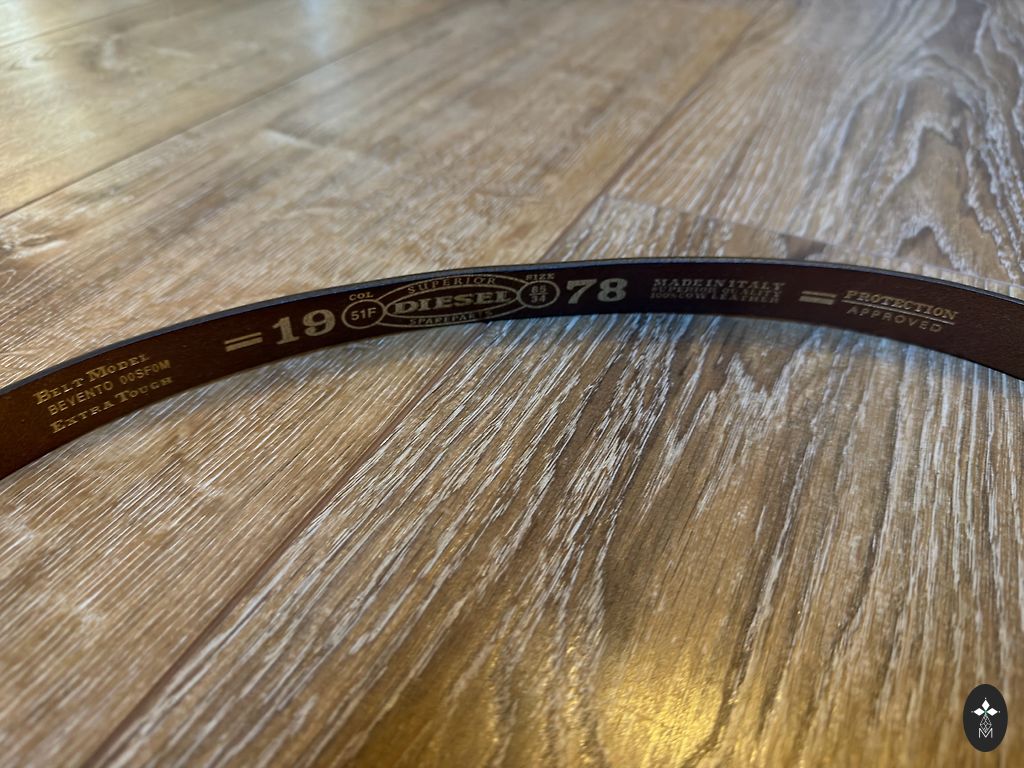 BELT MODEL
BEVENTO 00SF0M
EXTRA TOUGH
= 19
COL
51F
SUPERIOR
DIESEL
SPAREPARTS
SIZE
85
34
78
MADE IN ITALY
100% COW LEATHER
=
PROTECTION
APPROVED
M